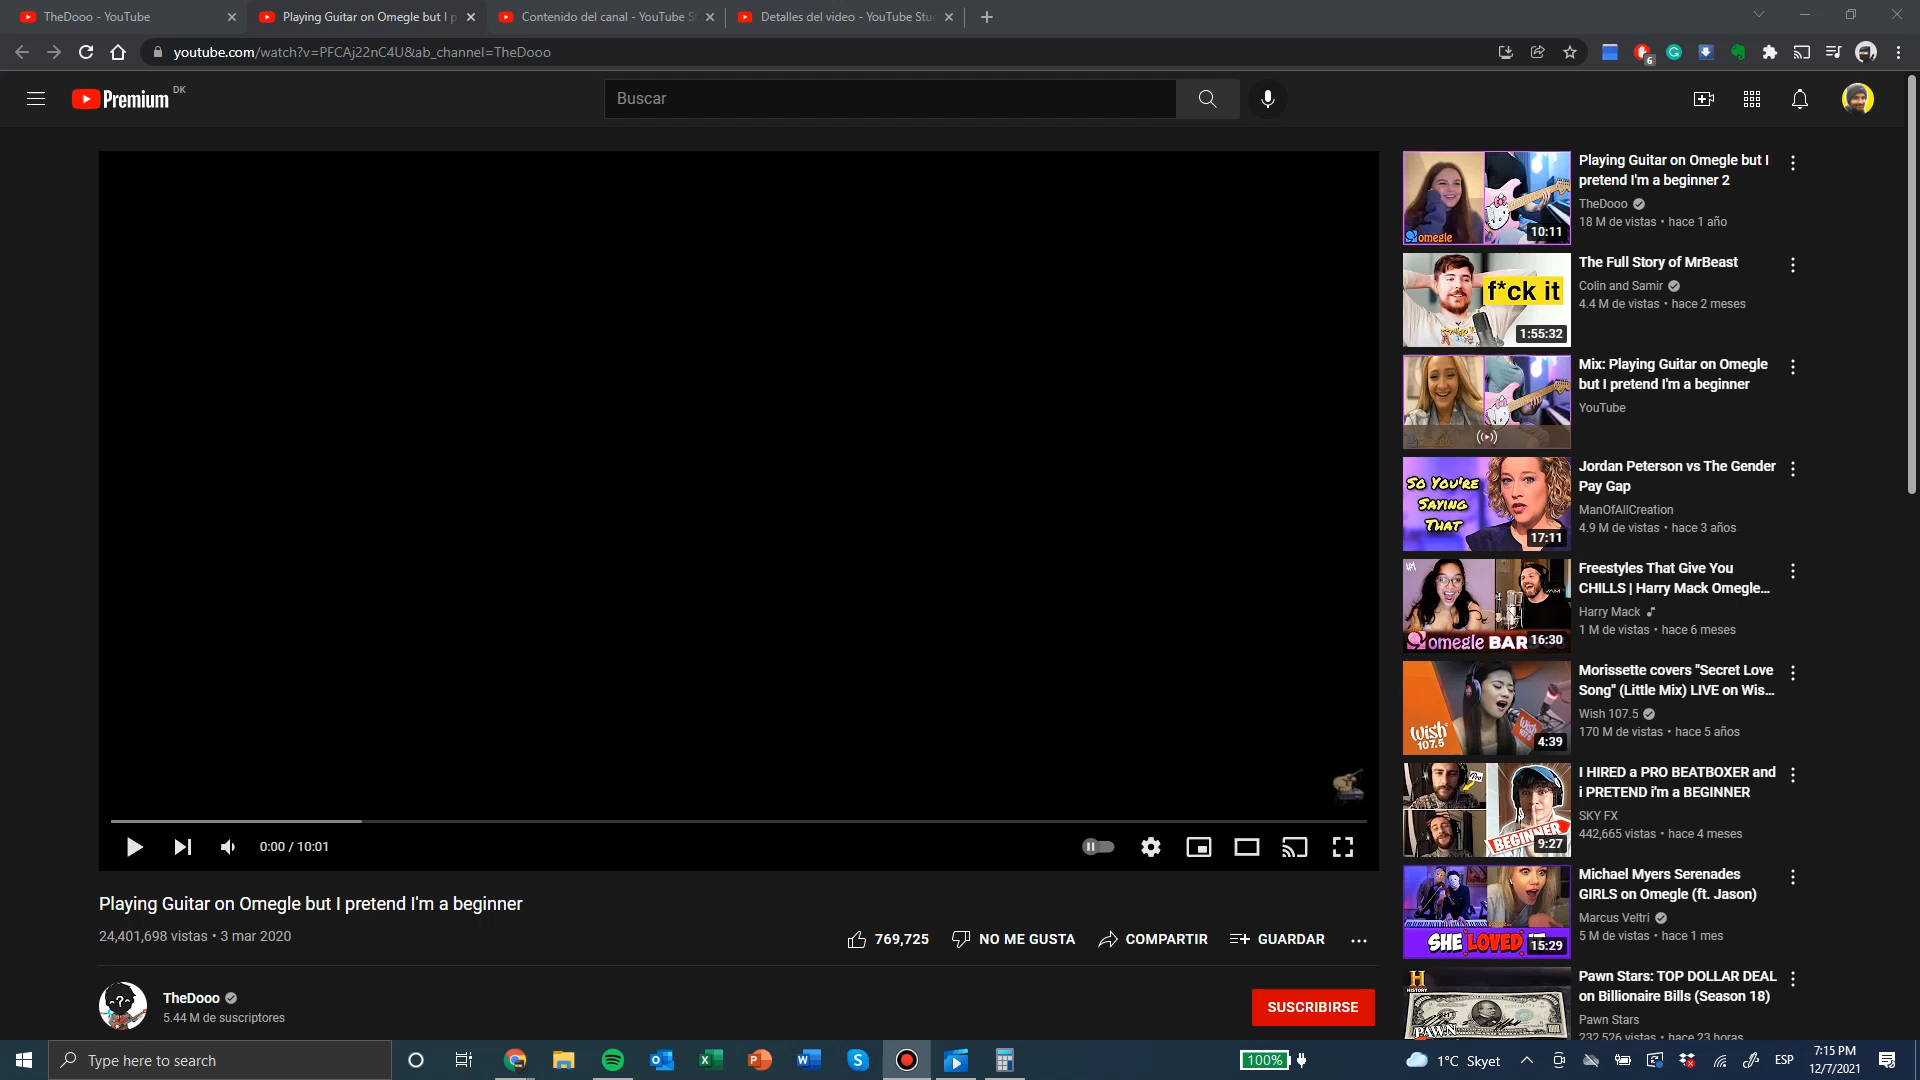 TheDooo - YouTube
Playing Guitar on Omegle but I p
Contenido del canal - YouTube S
Detalles del video - YouTube Stu
youtube.com/watch?v=PFCAj22nC4U&ab_channel=TheDooo
6
Premium DK
Buscar
0:00 / 10:01
Playing Guitar on Omegle but I pretend I'm a beginner
24,401,698 vistas • 3 mar 2020
769,725
NO ME GUSTA
COMPARTIR
GUARDAR
TheDooo
5.44 M de suscriptores
SUSCRIBIRSE
omegle
10:11
Playing Guitar on Omegle but I
pretend I'm a beginner 2
TheDooo
18 M de vistas • hace 1 año
f*ck it
1:55:32
The Full Story of MrBeast
Colin and Samir
4.4 M de vistas • hace 2 meses
Mix: Playing Guitar on Omegle
but I pretend I'm a beginner
YouTube
SO YOU'RE
SAYING
THAT
17:11
Jordan Peterson vs The Gender
Pay Gap
ManOfAllCreation
4.9 M de vistas • hace 3 años
omegle BAR
16:30
Freestyles That Give You
CHILLS | Harry Mack Omegle...
Harry Mack
1 M de vistas • hace 6 meses
wish
107.5
4:39
Morissette covers "Secret Love
Song" (Little Mix) LIVE on Wis...
Wish 107.5
170 M de vistas • hace 5 años
BEGINNER
9:27
I HIRED a PRO BEATBOXER and
i PRETEND i'm a BEGINNER
SKY FX
442,665 vistas • hace 4 meses
SHE LOVED IT
15:29
Michael Myers Serenades
GIRLS on Omegle (ft. Jason)
Marcus Veltri
5 M de vistas • hace 1 mes
H
HISTORY
PAWN
Pawn Stars: TOP DOLLAR DEAL
on Billionaire Bills (Season 18)
Pawn Stars
232,526 vistas • hace 23 horas
Type here to search
100%
1°C Skyet
ESP
7:15 PM
12/7/2021